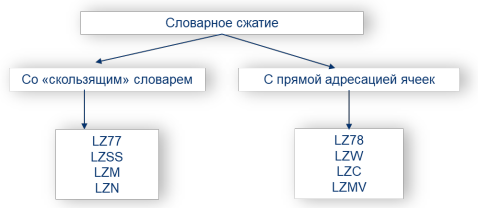 Словарное сжатие
Со «скользящим» словарем
С прямой адресацией ячеек
LZ77
LZSS
LZM
LZN
LZ78
LZW
LZC
LZMV